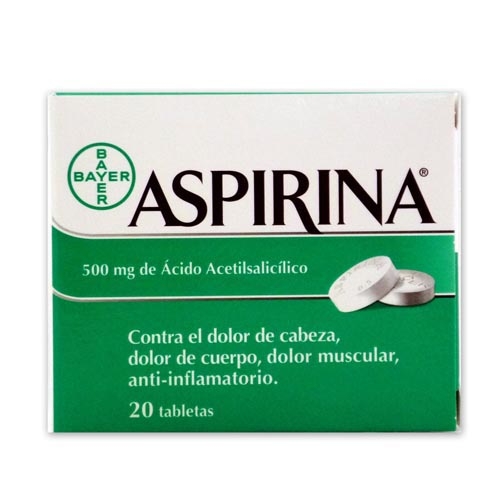 BAYER
BAYER
ASPIRINA®
500 mg de Ácido Acetilsalicílico
Contra el dolor de cabeza,
dolor de cuerpo, dolor muscular,
anti-inflamatorio.
20 tabletas